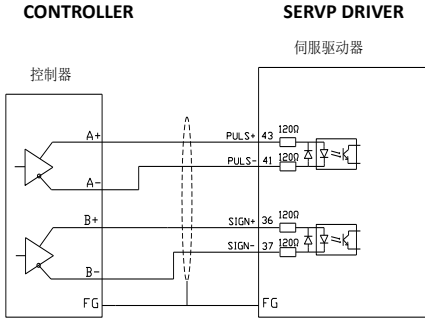 CONTROLLER
SERVP DRIVER
控制器
伺服驱动器
A+
PULS+ 43 120Ω
A-
PULS- 41 120Ω
B+
SIGN+ 36 120Ω
B-
SIGN- 37 120Ω
FG
FG